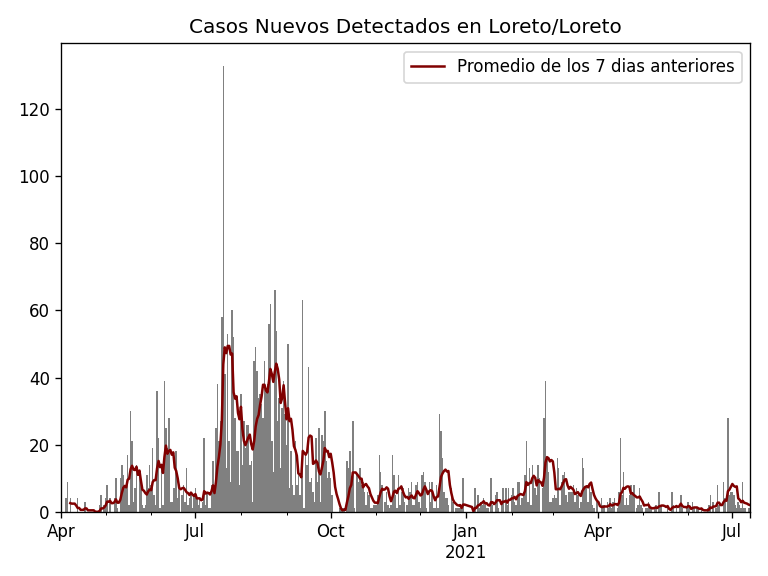 Casos Nuevos Detectados en Loreto/Loreto
Promedio de los 7 dias anteriores
120
100
80
60
40
20
0
Apr Jul Oct Jan Apr Jul
2021